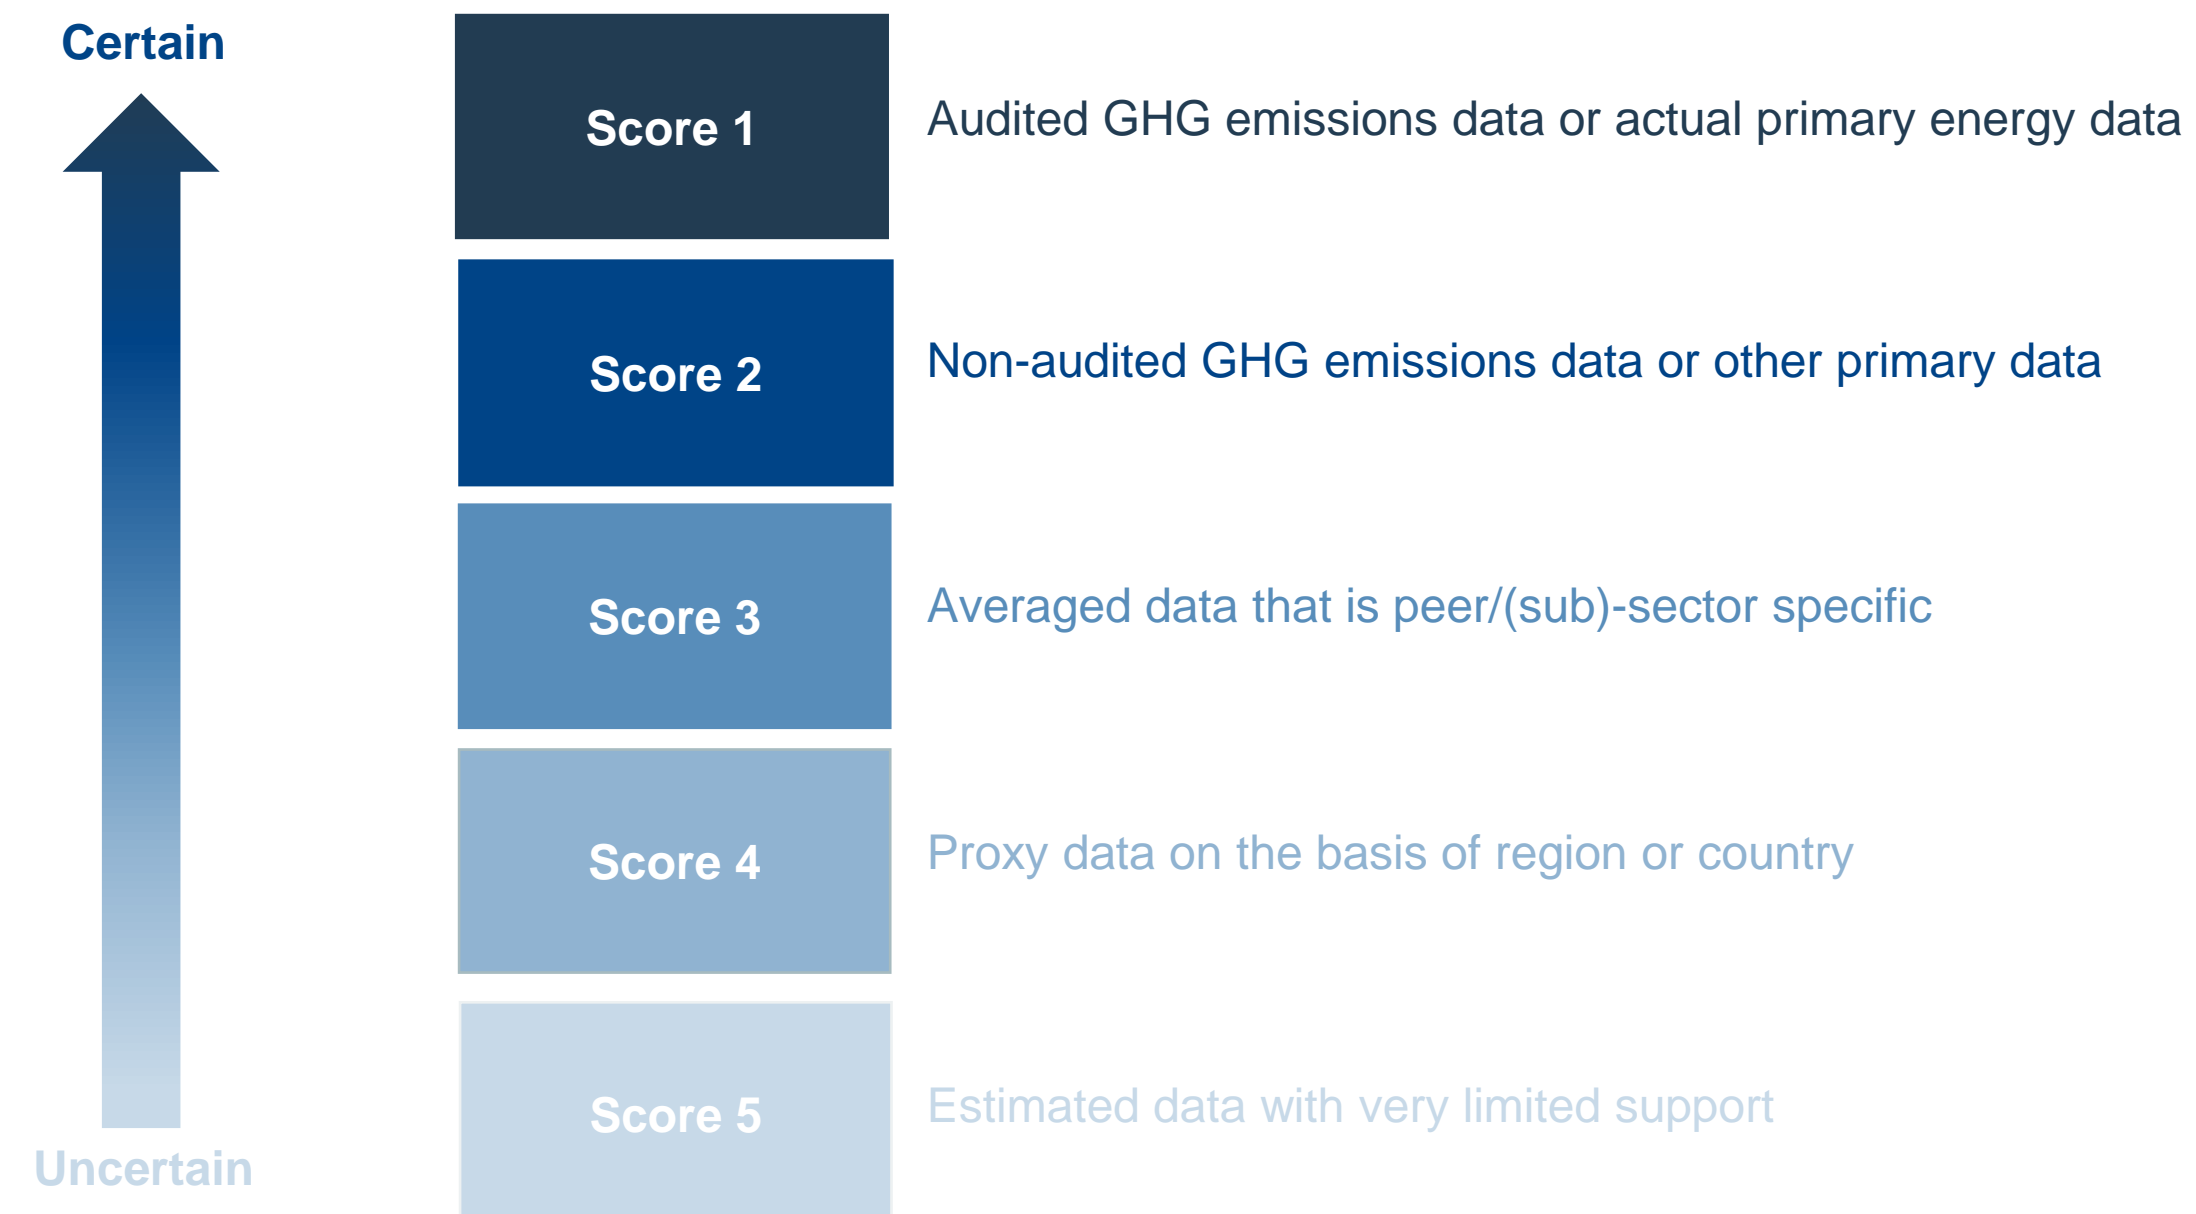 Certain
Score 1
Audited GHG emissions data or actual primary energy data
Score 2
Non-audited GHG emissions data or other primary data
Score 3
Averaged data that is peer/(sub)-sector specific
Score 4
Proxy data on the basis of region or country
Score 5
Estimated data with very limited support
Uncertain